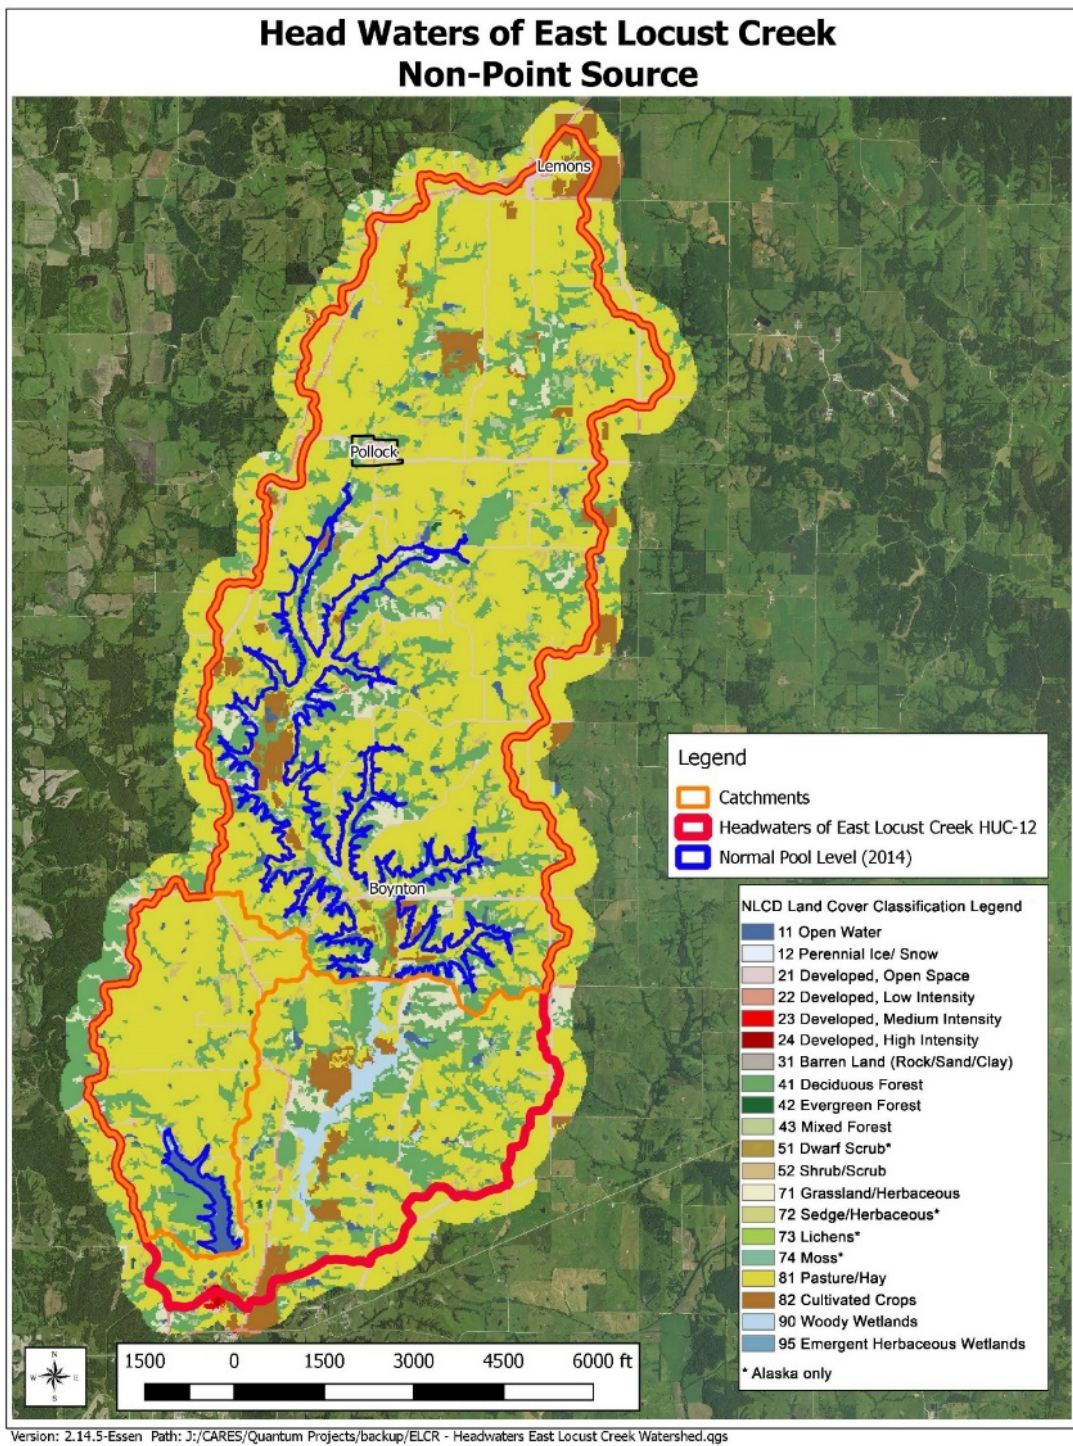 Head Waters of East Locust Creek
Non-Point Source
Lemons
Pollock
Boynton
Legend
Catchments
Headwaters of East Locust Creek HUC-12
Normal Pool Level (2014)
NLCD Land Cover Classification Legend
11 Open Water
12 Perennial Ice/ Snow
21 Developed, Open Space
22 Developed, Low Intensity
23 Developed, Medium Intensity
24 Developed, High Intensity
31 Barren Land (Rock/Sand/Clay)
41 Deciduous Forest
42 Evergreen Forest
43 Mixed Forest
51 Dwarf Scrub*
52 Shrub/Scrub
71 Grassland/Herbaceous
72 Sedge/Herbaceous*
73 Lichens*
74 Moss*
81 Pasture/Hay
82 Cultivated Crops
90 Woody Wetlands
95 Emergent Herbaceous Wetlands
* Alaska only
N
W E
S
1500 0 1500 3000 4500 6000 ft
Version: 2.14.5-Essen Path: J:/CARES/Quantum Projects/backup/ELCR - Headwaters East Locust Creek Watershed.qgs